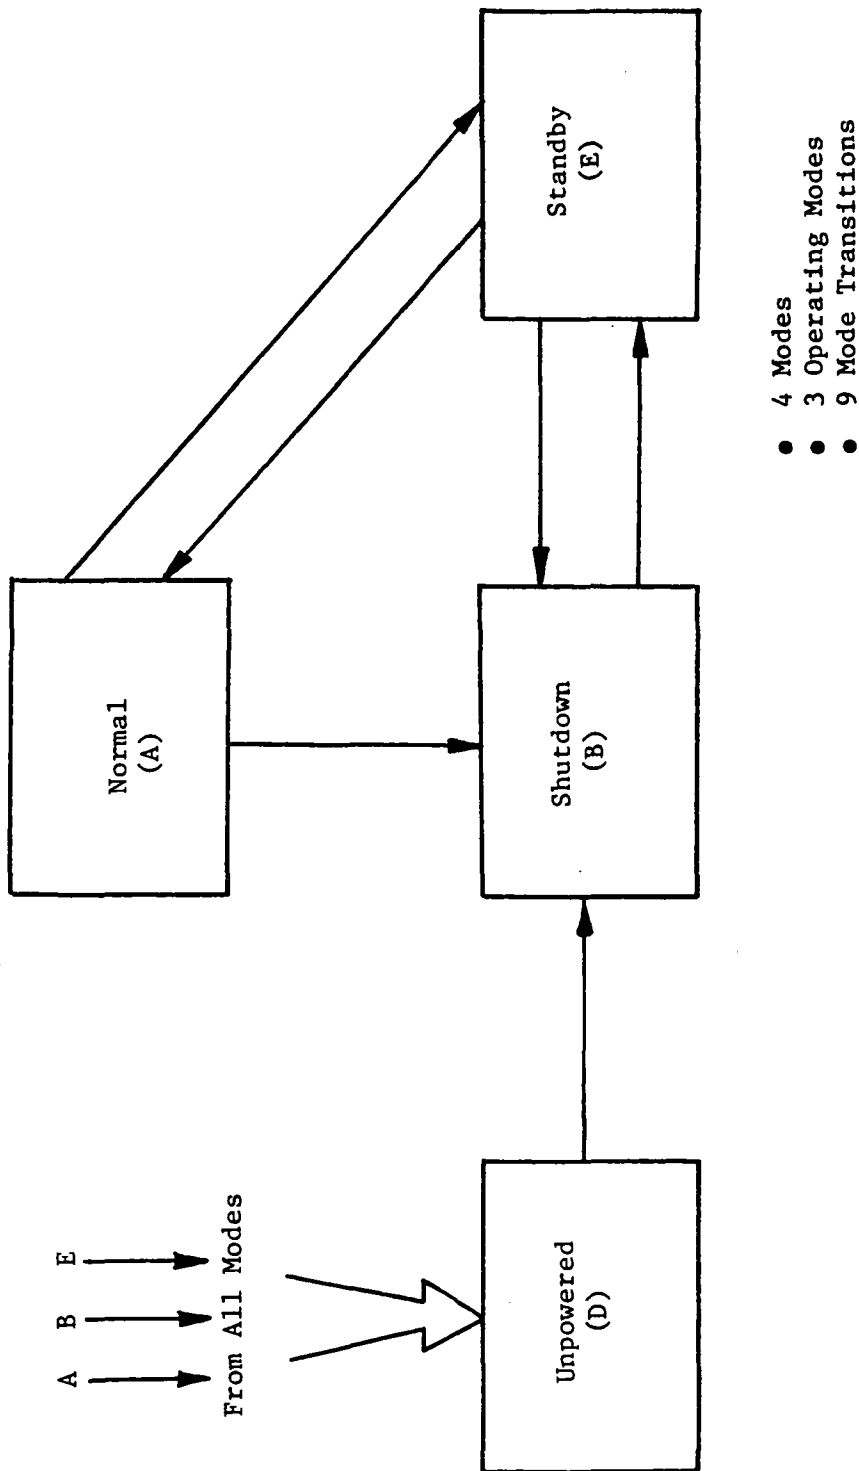 Normal
(A)
A B E
From All Modes
Unpowered
(D)
Shutdown
(B)
Standby
(E)
● 4 Modes
● 3 Operating Modes
● 9 Mode Transitions